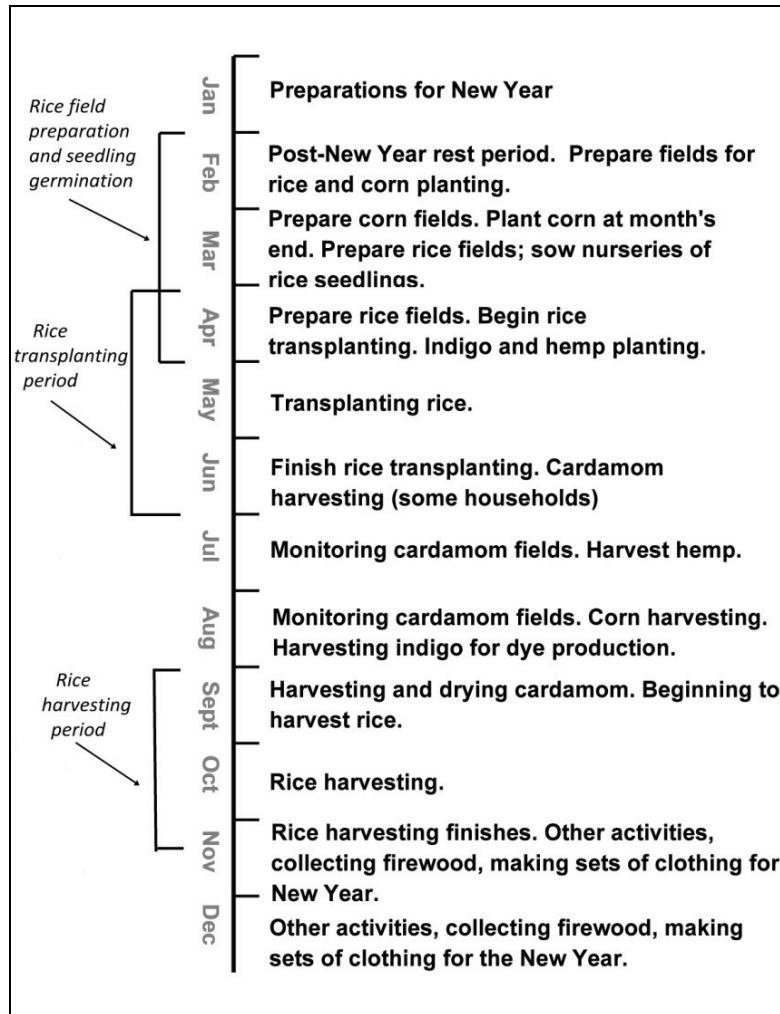 Jan
Preparations for New Year
Rice field
preparation
and seedling
germination
Feb
Post-New Year rest period.  Prepare fields for
rice and corn planting.
Mar
Prepare corn fields. Plant corn at month's
end. Prepare rice fields; sow nurseries of
rice seedlings.
Rice
transplanting
period
Apr
Prepare rice fields. Begin rice
transplanting. Indigo and hemp planting.
May
Transplanting rice.
Jun
Finish rice transplanting. Cardamom
harvesting (some households)
Jul
Monitoring cardamom fields. Harvest hemp.
Aug
Monitoring cardamom fields. Corn harvesting.
Harvesting indigo for dye production.
Rice
harvesting
period
Sept
Harvesting and drying cardamom. Beginning to
harvest rice.
Oct
Rice harvesting.
Nov
Rice harvesting finishes. Other activities,
collecting firewood, making sets of clothing for
New Year.
Dec
Other activities, collecting firewood, making
sets of clothing for the New Year.